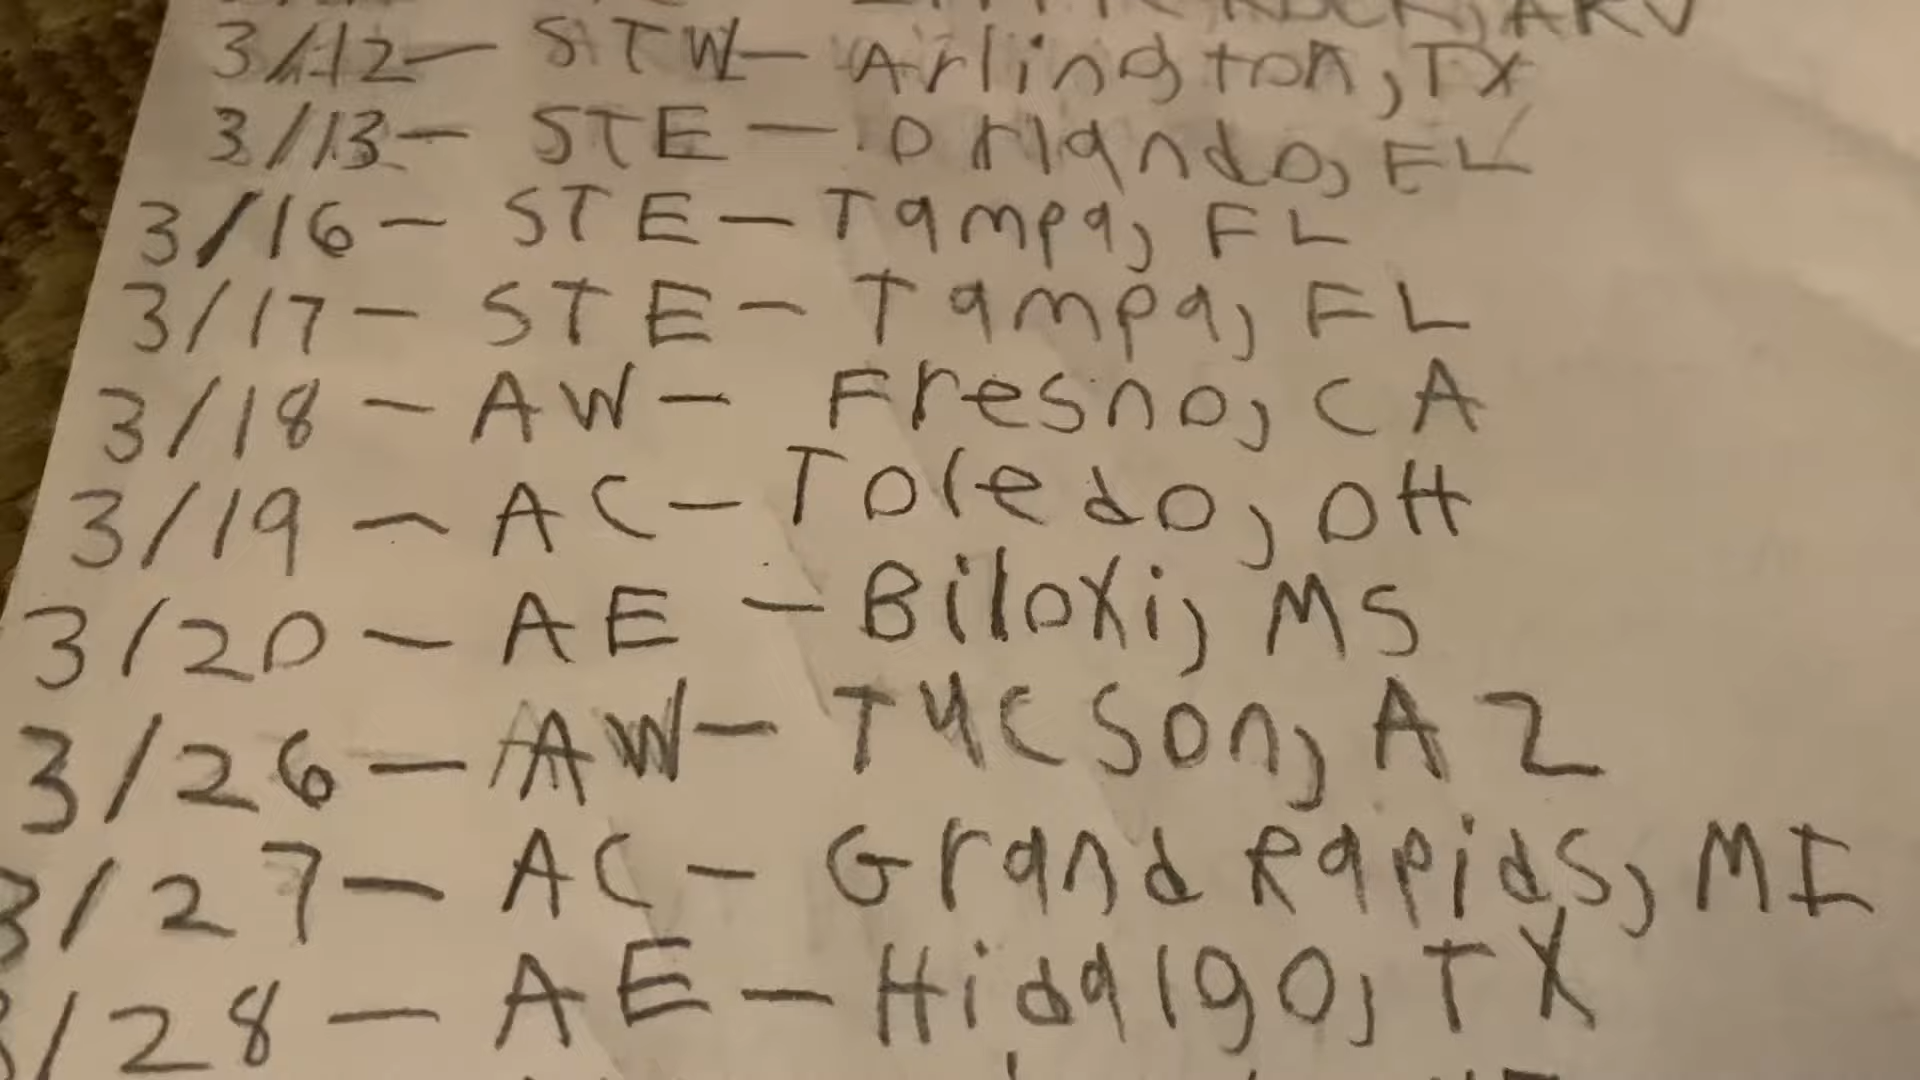 3/12 — STW — Arlington, TX
3/13 — STE — Orlando, FL
3/16 — STE — Tampa, FL
3/17 — STE — Tampa, FL
3/18 — AW — Fresno, CA
3/19 — AC — Toledo, OH
3/20 — AE — Biloxi, MS
3/26 — AW — Tucson, AZ
3/27 — AC — Grand Rapids, MI
3/28 — AE — Hidalgo, TX